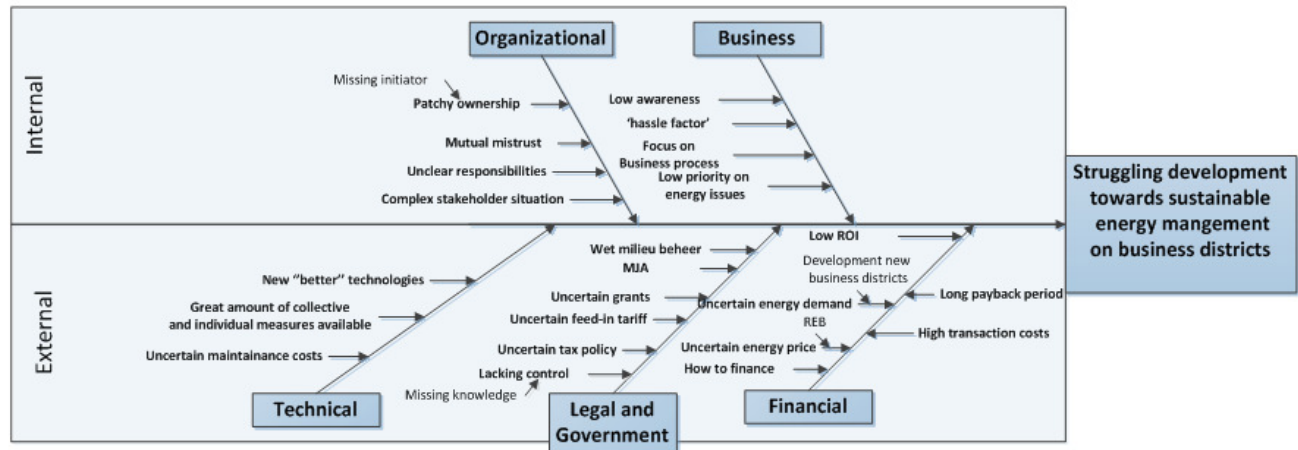 Internal
Organizational
Missing initiator
Patchy ownership
Mutual mistrust
Unclear responsibilities
Complex stakeholder situation
Business
Low awareness
‘hassle factor’
Focus on
Business process
Low priority on
energy issues
Struggling development
towards sustainable
energy mangement
on business districts
External
New “better” technologies
Great amount of collective
and individual measures available
Uncertain maintainance costs
Technical
Wet milieu beheer
MJA
Uncertain grants
Uncertain feed-in tariff
Uncertain tax policy
Lacking control
Missing knowledge
Legal and
Government
Low ROI
Development new
business districts
Uncertain energy demand
REB
Uncertain energy price
How to finance
Long payback period
High transaction costs
Financial